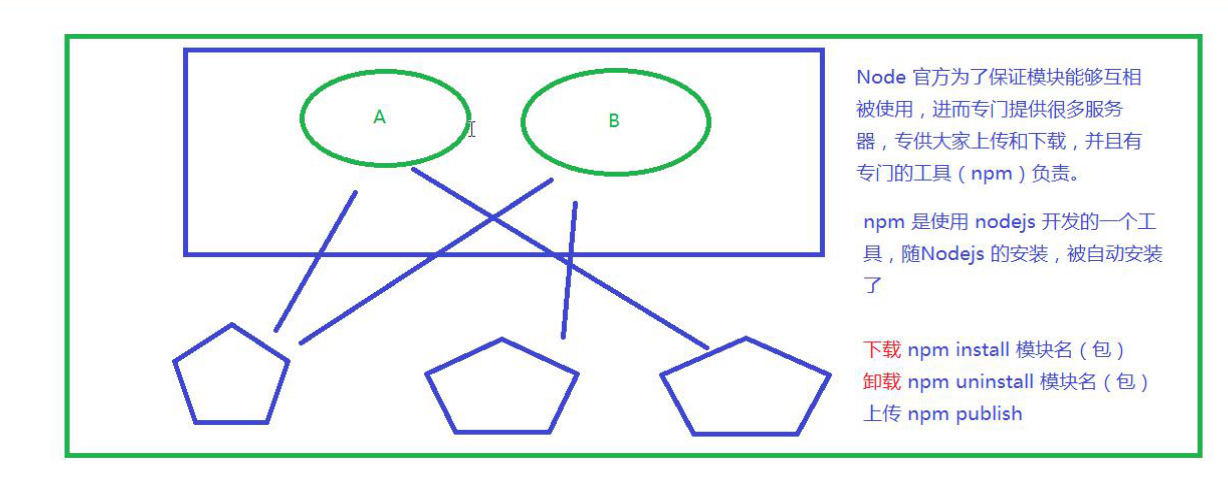 A
B
Node 官方为了保证模块能够互相
被使用，进而专门提供很多服务
器，专供大家上传和下载，并且有
专门的工具（npm）负责。
npm 是使用 nodejs 开发的一个工
具，随Nodejs 的安装，被自动安装
了
下载 npm install 模块名（包）
卸载 npm uninstall 模块名（包）
上传 npm publish